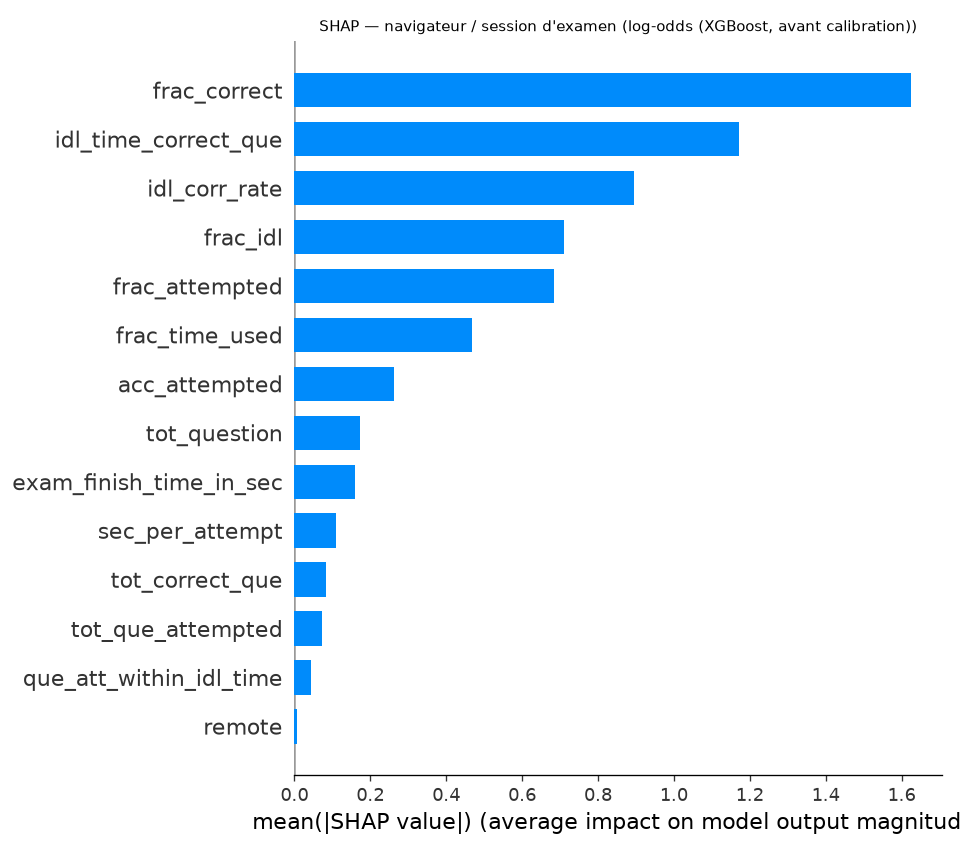 SHAP — navigateur / session d'examen (log-odds (XGBoost, avant calibration))
frac_correct
idl_time_correct_que
idl_corr_rate
frac_idl
frac_attempted
frac_time_used
acc_attempted
tot_question
exam_finish_time_in_sec
sec_per_attempt
tot_correct_que
tot_que_attempted
que_att_within_idl_time
remote
0.0 0.2 0.4 0.6 0.8 1.0 1.2 1.4 1.6
mean(|SHAP value|) (average impact on model output magnitud